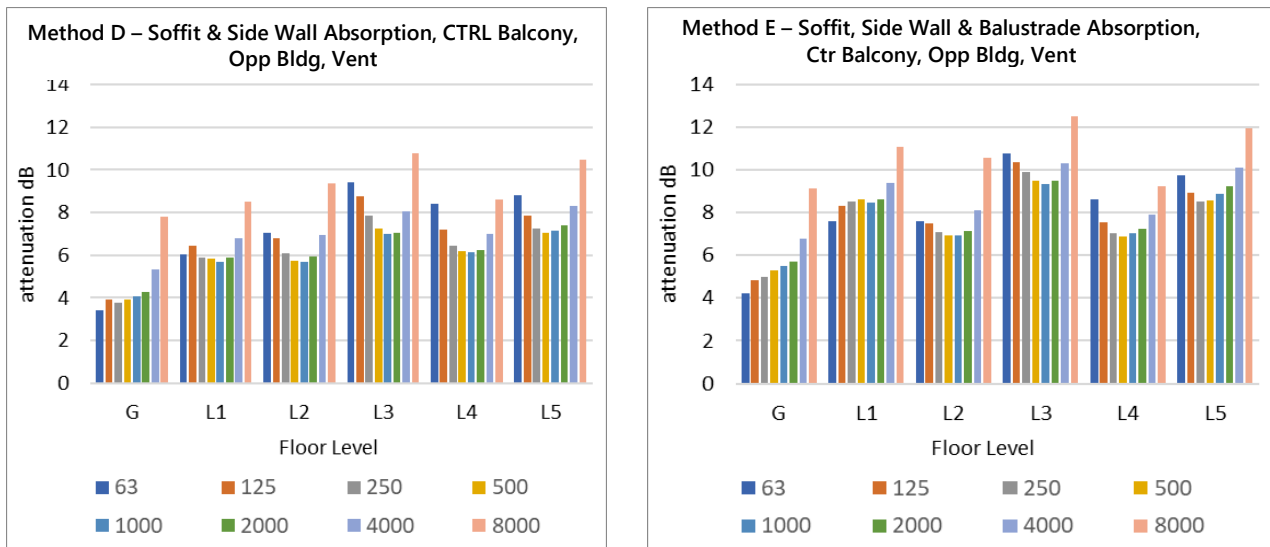 Method D – Soffit & Side Wall Absorption, CTRL Balcony,
Opp Bldg, Vent
14
12
10
8
6
4
2
0
attenuation dB
G L1 L2 L3 L4 L5
Floor Level
63 125 250 500
1000 2000 4000 8000
Method E – Soffit, Side Wall & Balustrade Absorption,
Ctr Balcony, Opp Bldg, Vent
14
12
10
8
6
4
2
0
attenuation dB
G L1 L2 L3 L4 L5
Floor Level
63 125 250 500
1000 2000 4000 8000